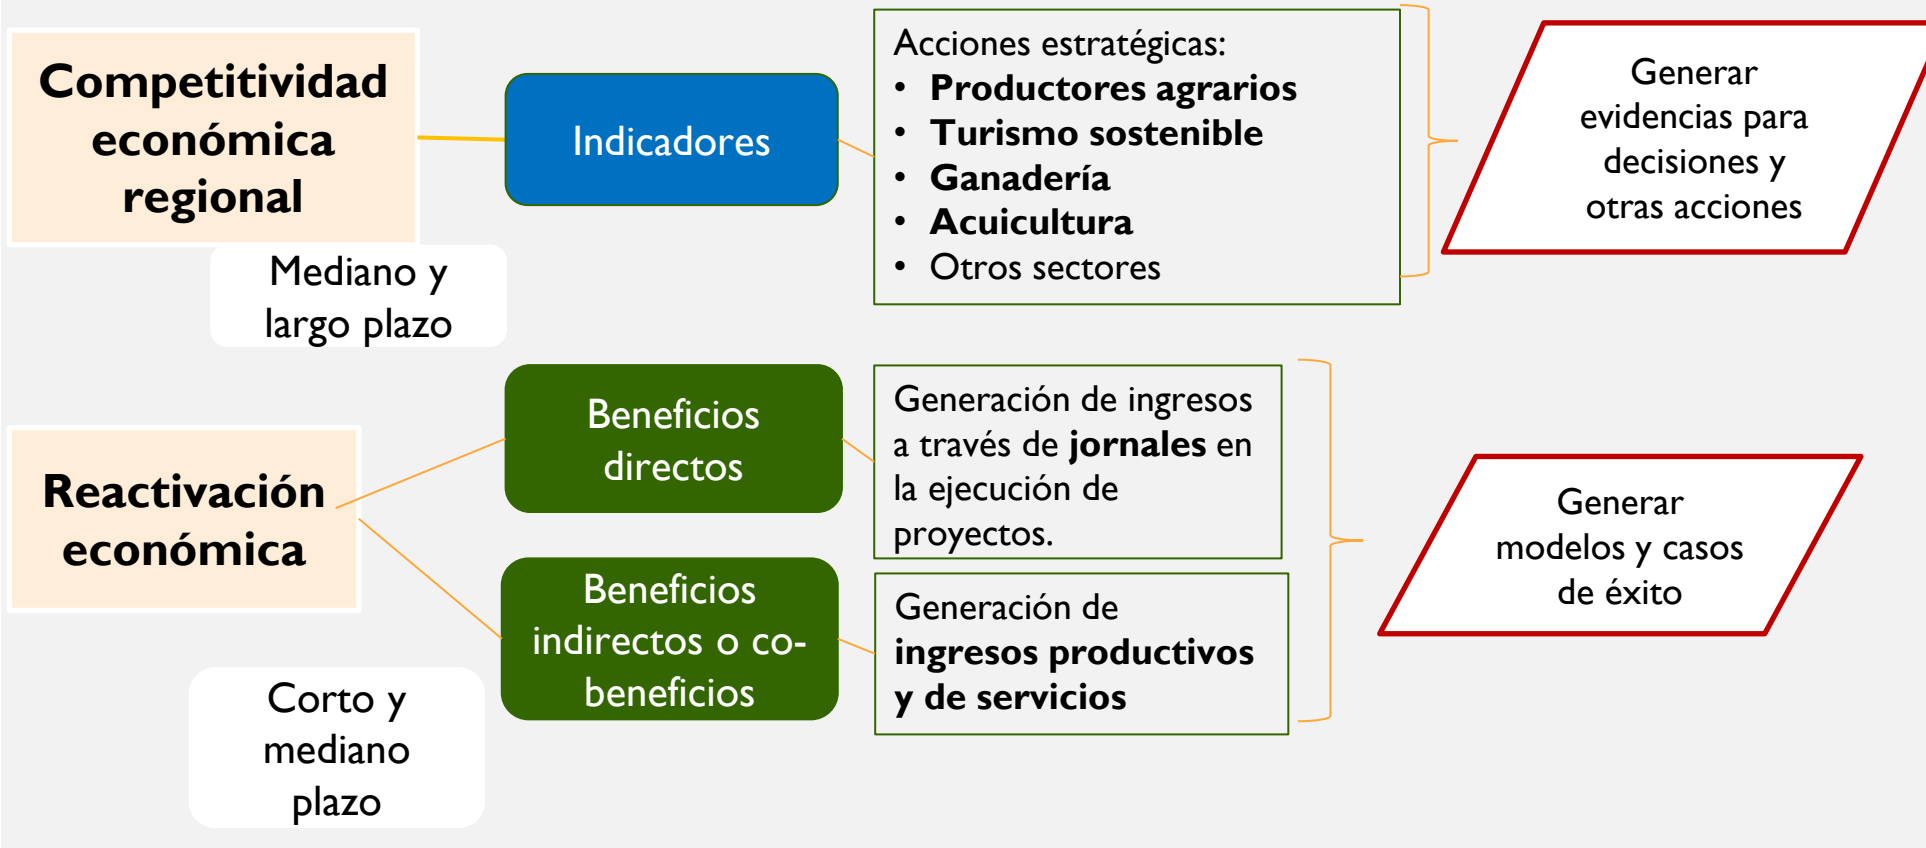 Competitividad
económica
regional
Mediano y
largo plazo
Indicadores
Acciones estratégicas:
• Productores agrarios
• Turismo sostenible
• Ganadería
• Acuicultura
• Otros sectores
Generar
evidencias para
decisiones y
otras acciones
Reactivación
económica
Corto y
mediano
plazo
Beneficios
directos
Generación de ingresos
a través de jornales en
la ejecución de
proyectos.
Beneficios
indirectos o co-
beneficios
Generación de
ingresos productivos
y de servicios
Generar
modelos y casos
de éxito